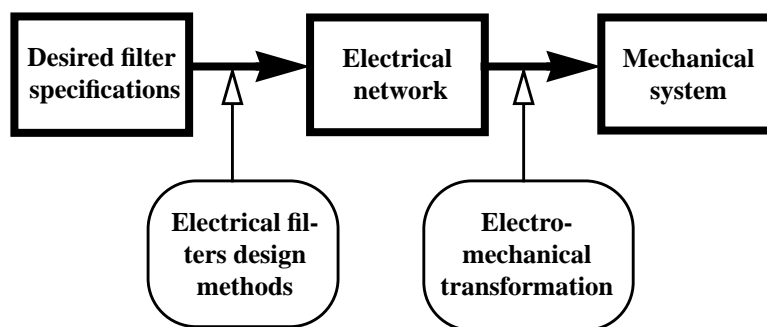 Desired filter
specifications
Electrical
network
Mechanical
system
Electrical fil-
ters design
methods
Electro-
mechanical
transformation